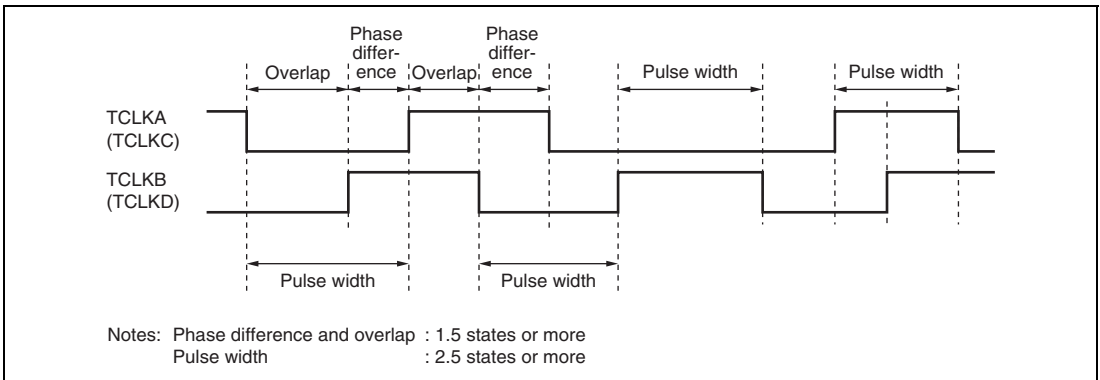 Phase
differ-
ence
Phase
differ-
ence
Overlap
Overlap
Pulse width
Pulse width
TCLKA
(TCLKC)
TCLKB
(TCLKD)
Pulse width
Pulse width
Notes: Phase difference and overlap : 1.5 states or more
Pulse width : 2.5 states or more